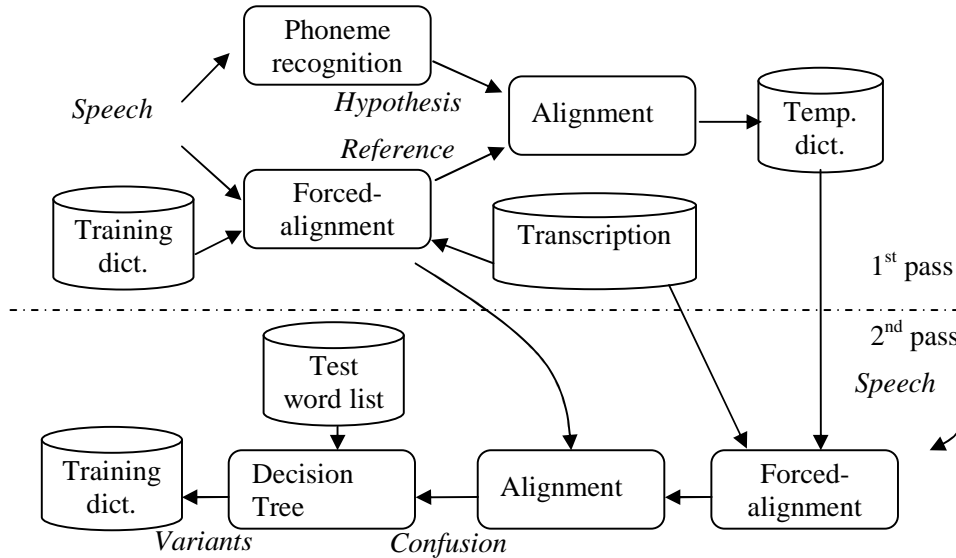 Phoneme
recognition
Speech
Hypothesis
Alignment
Temp.
dict.
Reference
Forced-
alignment
Training
dict.
Transcription
1st pass
2nd pass
Speech
Test
word list
Training
dict.
Decision
Tree
Alignment
Forced-
alignment
Variants
Confusion